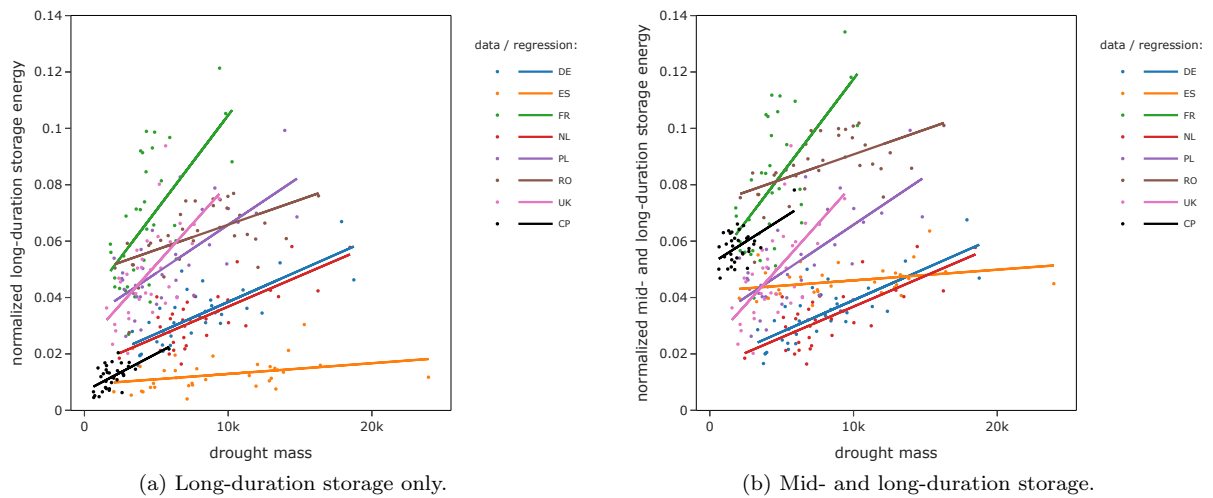 normalized long-duration storage energy
0.14
0.12
0.1
0.08
0.06
0.04
0.02
0
0
10k
20k
drought mass
data / regression:
DE
ES
FR
NL
PL
RO
UK
CP
(a) Long-duration storage only.
normalized mid- and long-duration storage energy
0.14
0.12
0.1
0.08
0.06
0.04
0.02
0
0
10k
20k
drought mass
data / regression:
DE
ES
FR
NL
PL
RO
UK
CP
(b) Mid- and long-duration storage.